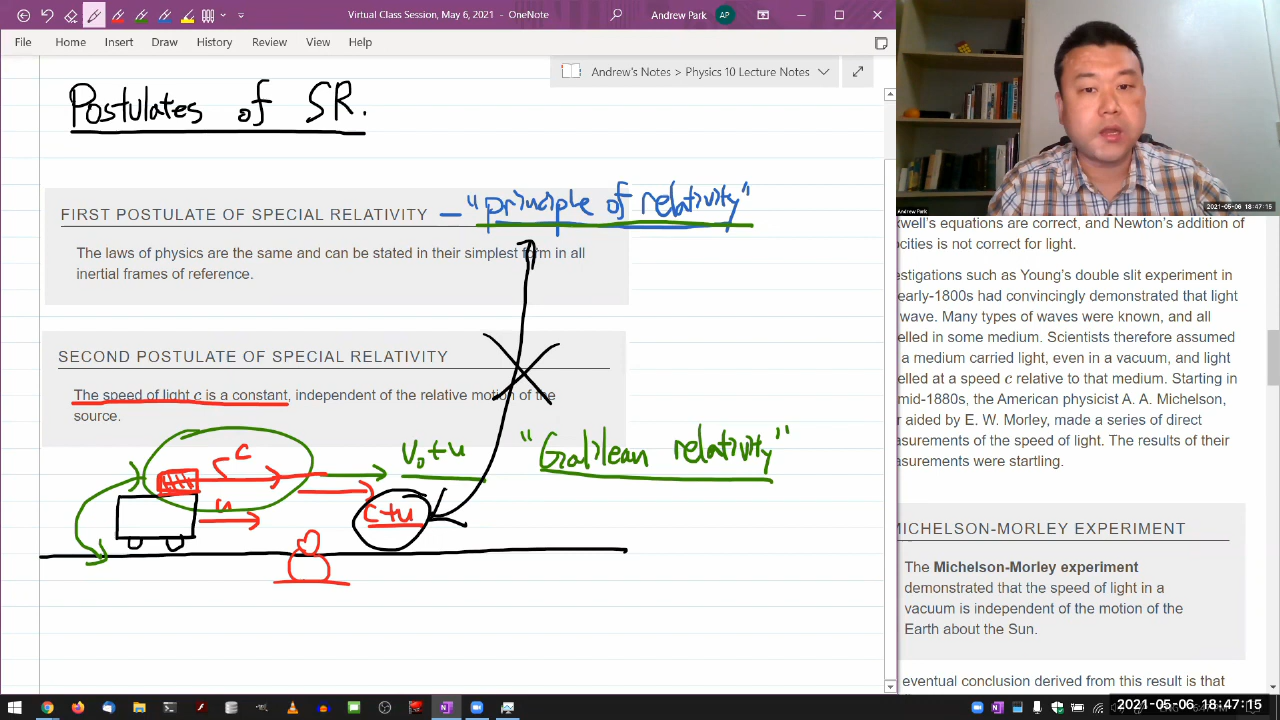 Virtual Class Session, May 6, 2021 - OneNote
Andrew Park
AP
File Home Insert Draw History Review View Help
Andrew's Notes > Physics 10 Lecture Notes
Postulates of SR.
FIRST POSTULATE OF SPECIAL RELATIVITY — "principle of relativity"
The laws of physics are the same and can be stated in their simplest form in all
inertial frames of reference.
SECOND POSTULATE OF SPECIAL RELATIVITY
The speed of light c is a constant, independent of the relative motion of the
source.
c
v₀+u
"Galilean relativity"
u
c+u
Andrew Park
2021-05-06 18:47:15
kwell's equations are correct, and Newton's addition of
ocities is not correct for light.
estigations such as Young's double slit experiment in
early-1800s had convincingly demonstrated that light
wave. Many types of waves were known, and all
elled in some medium. Scientists therefore assumed
a medium carried light, even in a vacuum, and light
elled at a speed c relative to that medium. Starting in
mid-1880s, the American physicist A. A. Michelson,
r aided by E. W. Morley, made a series of direct
asurements of the speed of light. The results of their
asurements were startling.
MICHELSON-MORLEY EXPERIMENT
The Michelson-Morley experiment
demonstrated that the speed of light in a
vacuum is independent of the motion of the
Earth about the Sun.
eventual conclusion derived from this result is that
2021-05-06 18:47:15